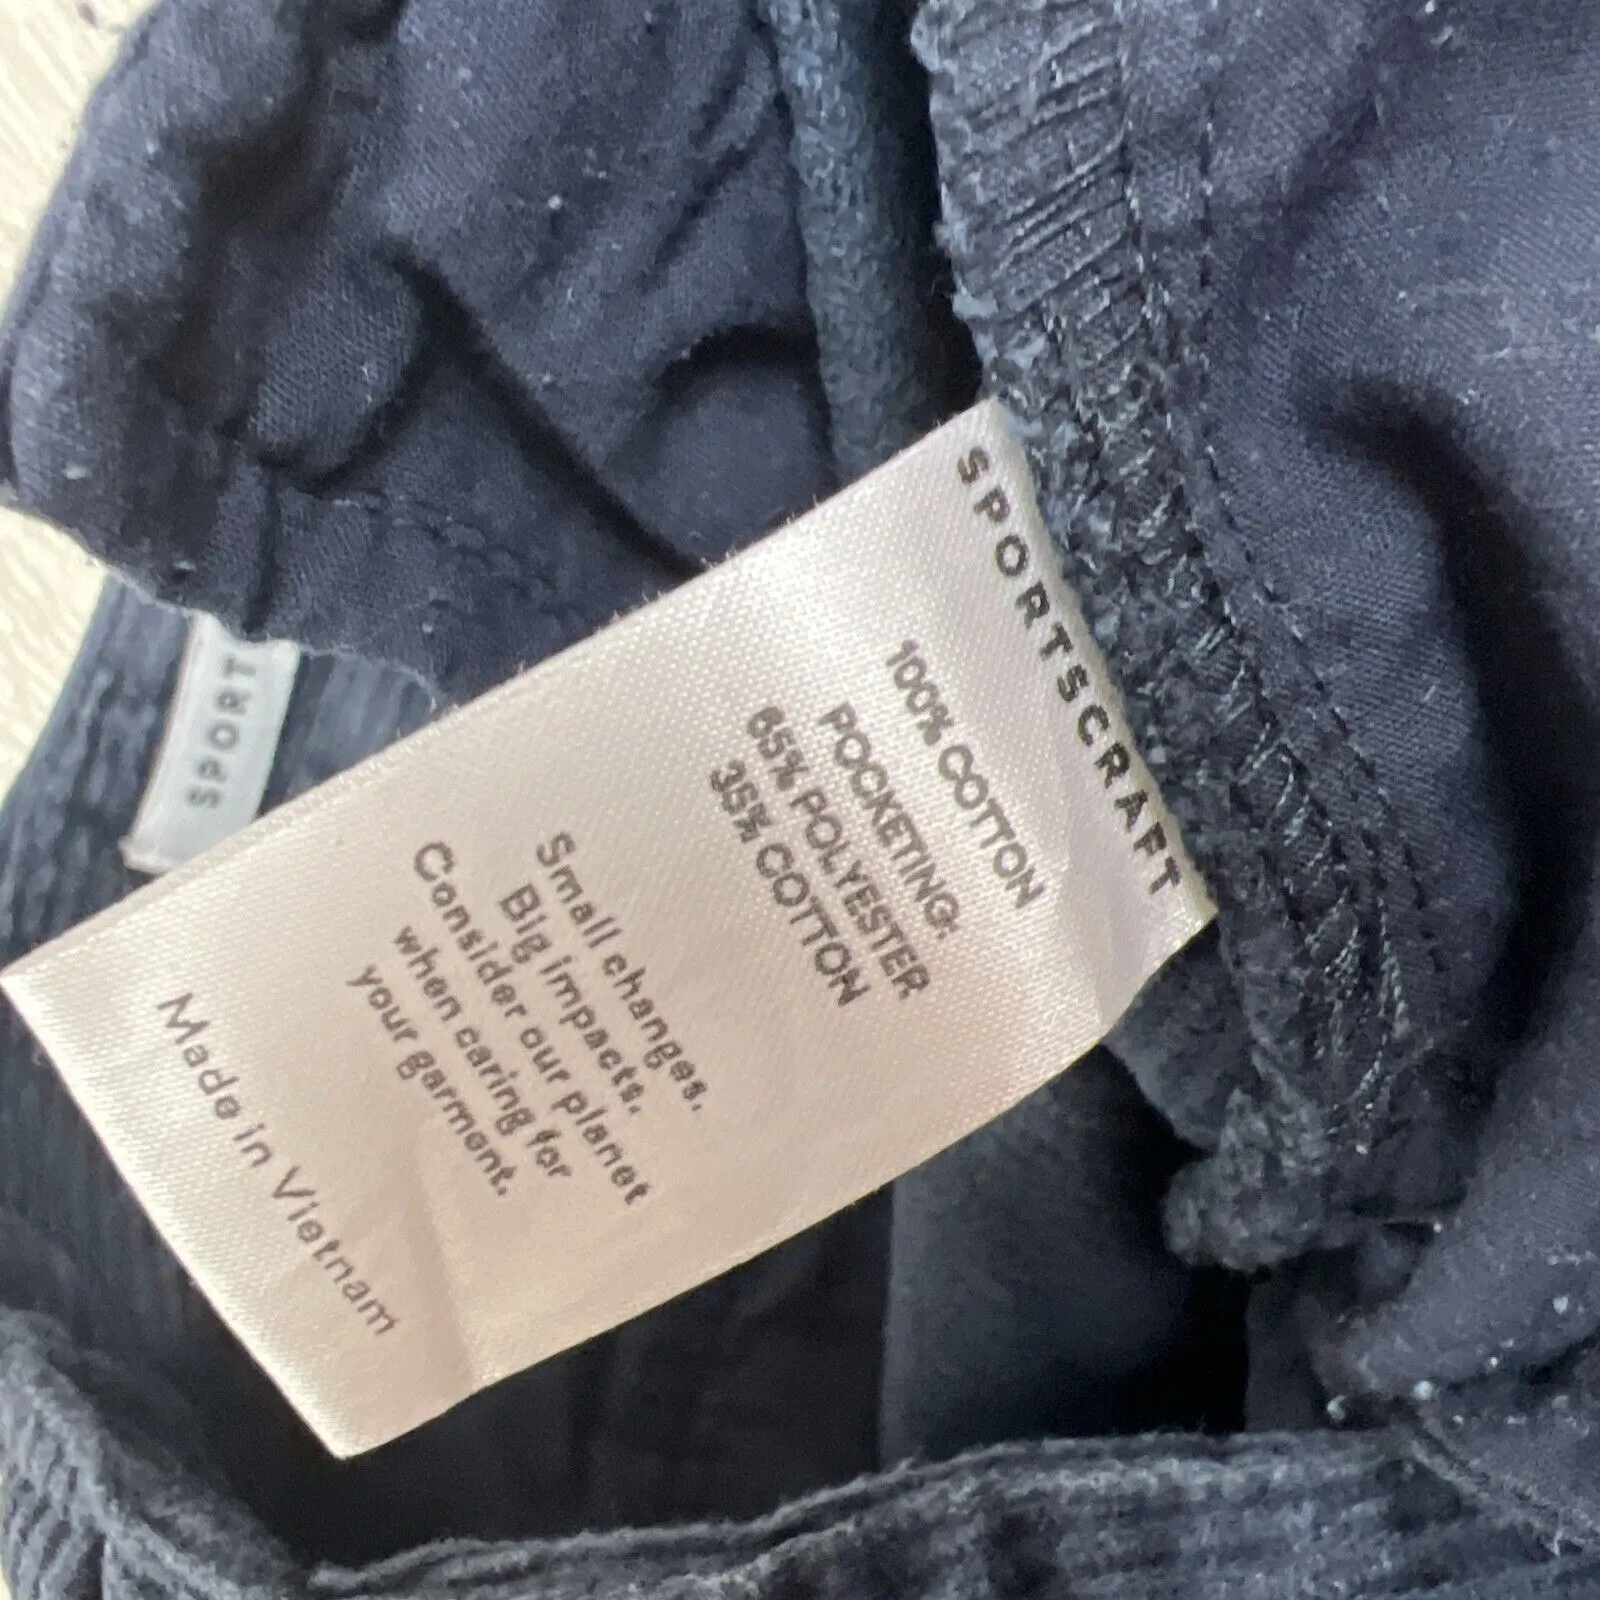 SPORTSCRAFT
100% COTTON
POCKETING:
65% POLYESTER
35% COTTON
Small changes.
Big impacts.
Consider our planet
when caring for
your garment.
Made in Vietnam
SPORT